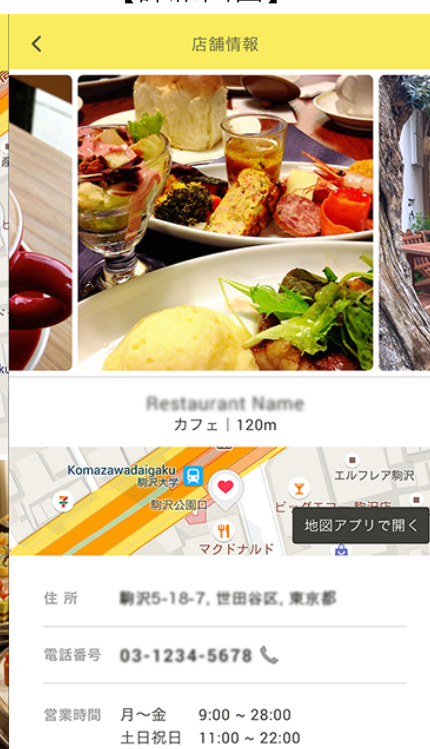 店舗情報
Restaurant Name
カフェ｜120m
Komazawadaigaku
駒沢大学
エルフレア駒沢
駒沢公園口
地図アプリで開く
マクドナルド
住所 駒沢5-18-7, 世田谷区, 東京都
電話番号 03-1234-5678
営業時間 月〜金 9:00 ~ 28:00
土日祝日 11:00 ~ 22:00